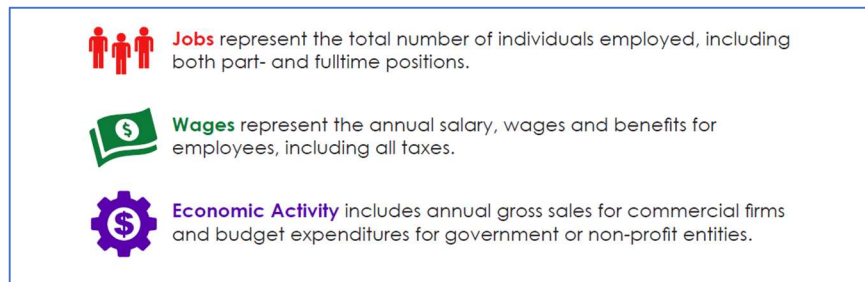 Jobs represent the total number of individuals employed, including
both part- and fulltime positions.
$
Wages represent the annual salary, wages and benefits for
employees, including all taxes.
$
Economic Activity includes annual gross sales for commercial firms
and budget expenditures for government or non-profit entities.